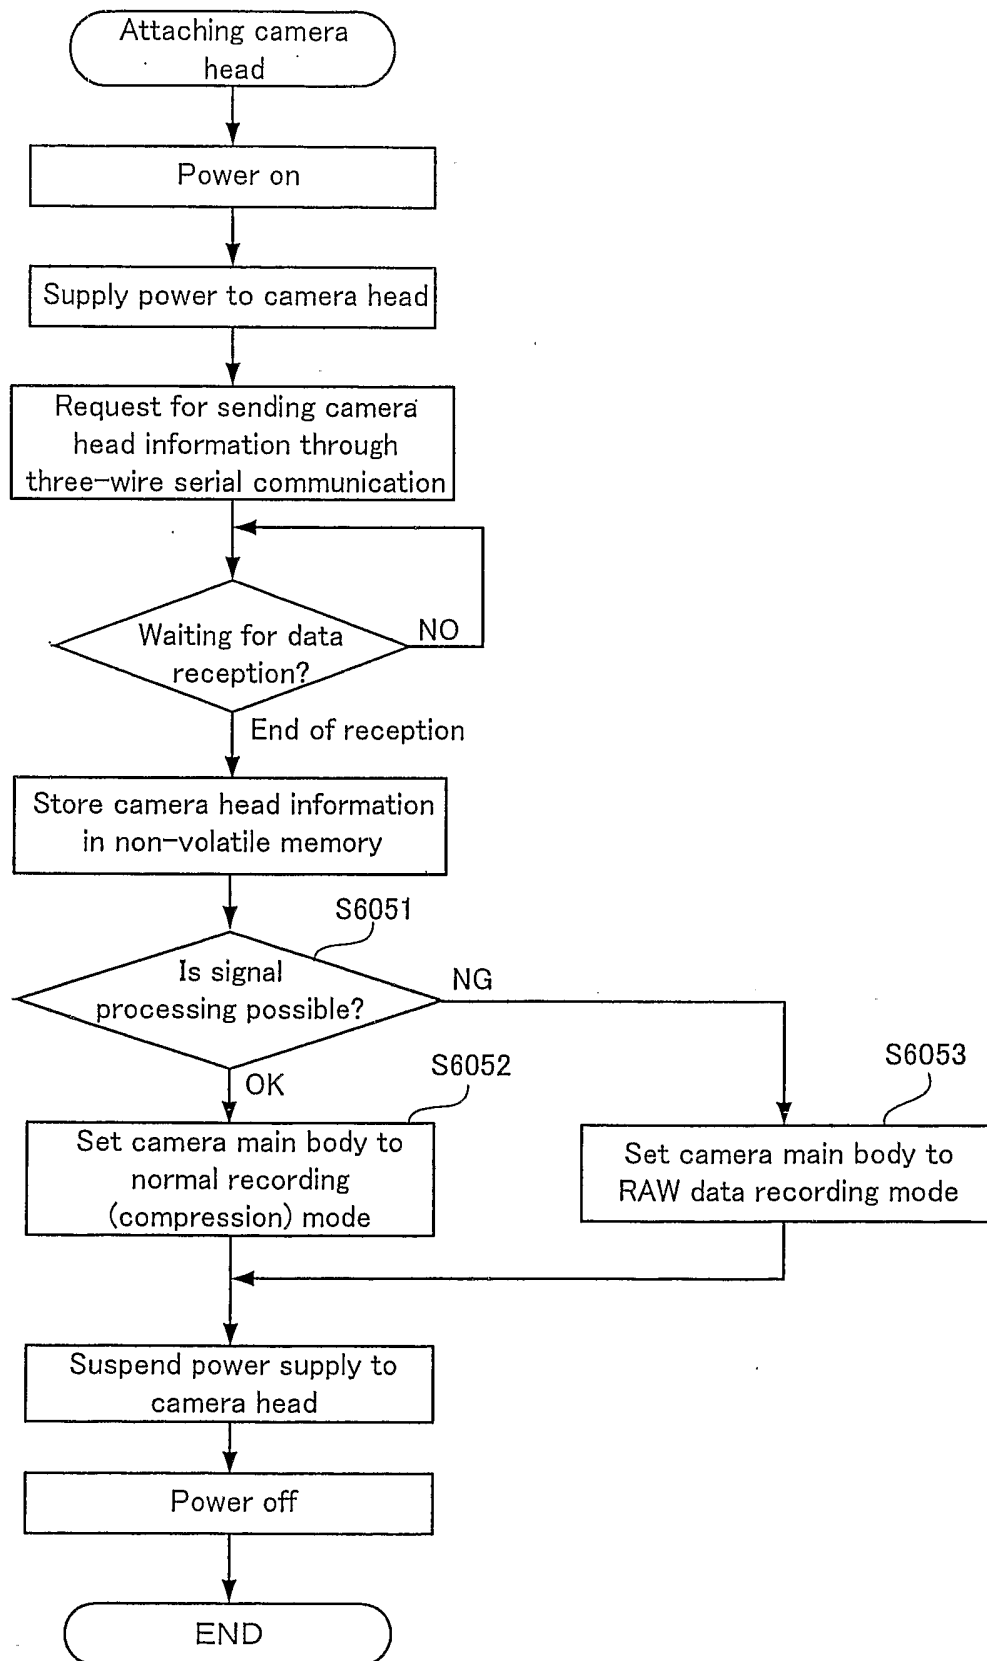 Attaching camera
head
Power on
Supply power to camera head
Request for sending camera
head information through
three-wire serial communication
Waiting for data
reception?
NO
End of reception
Store camera head information
in non-volatile memory
S6051
Is signal
processing possible?
NG
OK
S6052
S6053
Set camera main body to
normal recording
(compression) mode
Set camera main body to
RAW data recording mode
Suspend power supply to
camera head
Power off
END